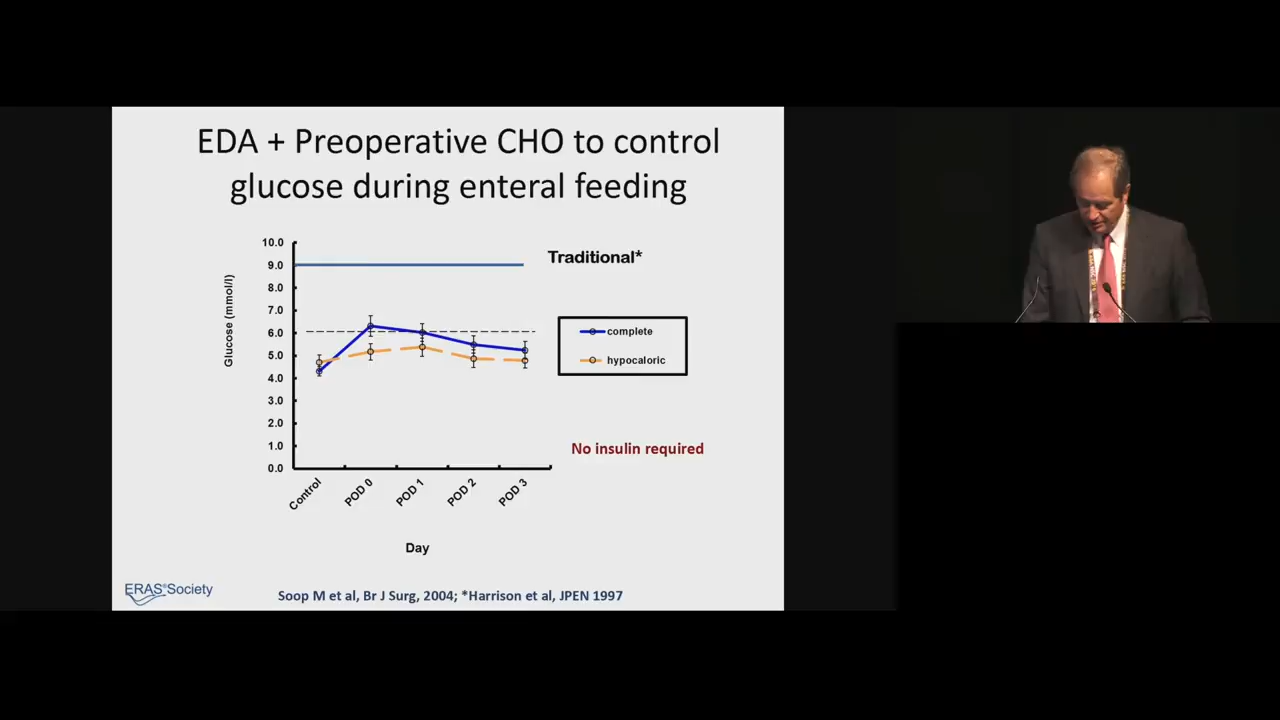 EDA + Preoperative CHO to control
glucose during enteral feeding
10.0
9.0
8.0
7.0
6.0
5.0
4.0
3.0
2.0
1.0
0.0
Glucose (mmol/l)
Traditional*
complete
hypocaloric
No insulin required
Control
POD 0
POD 1
POD 2
POD 3
Day
ERAS®Society
Soop M et al, Br J Surg, 2004; *Harrison et al, JPEN 1997